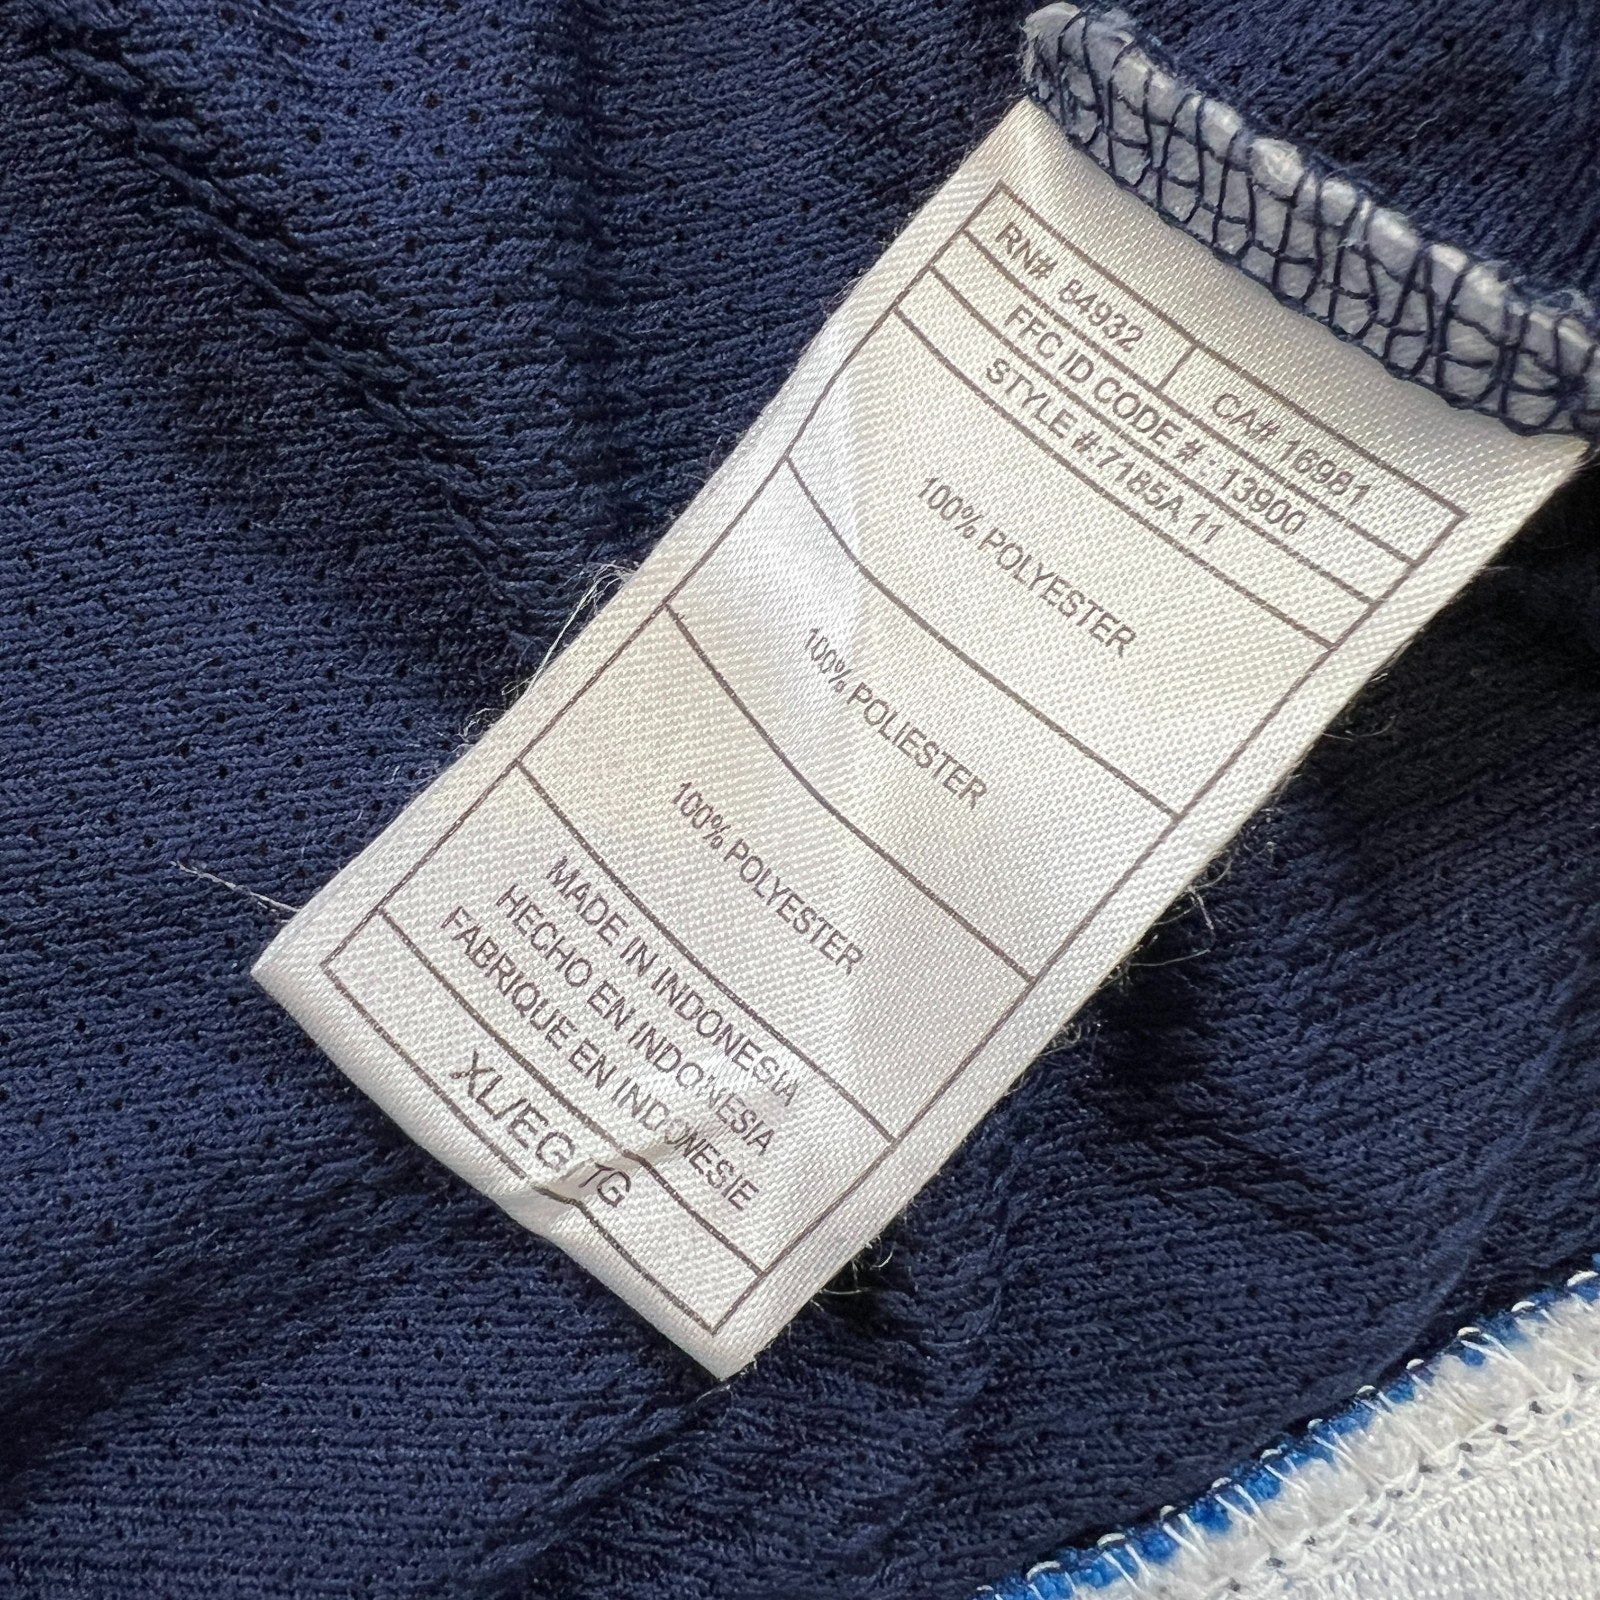 RN# 84932 CA# 16981
FFC ID CODE # : 13900
STYLE #:7185A 11
100% POLYESTER
100% POLIESTER
100% POLYESTER
MADE IN INDONESIA
HECHO EN INDONESIA
FABRIQUE EN INDONESIE
XL/EG/TG